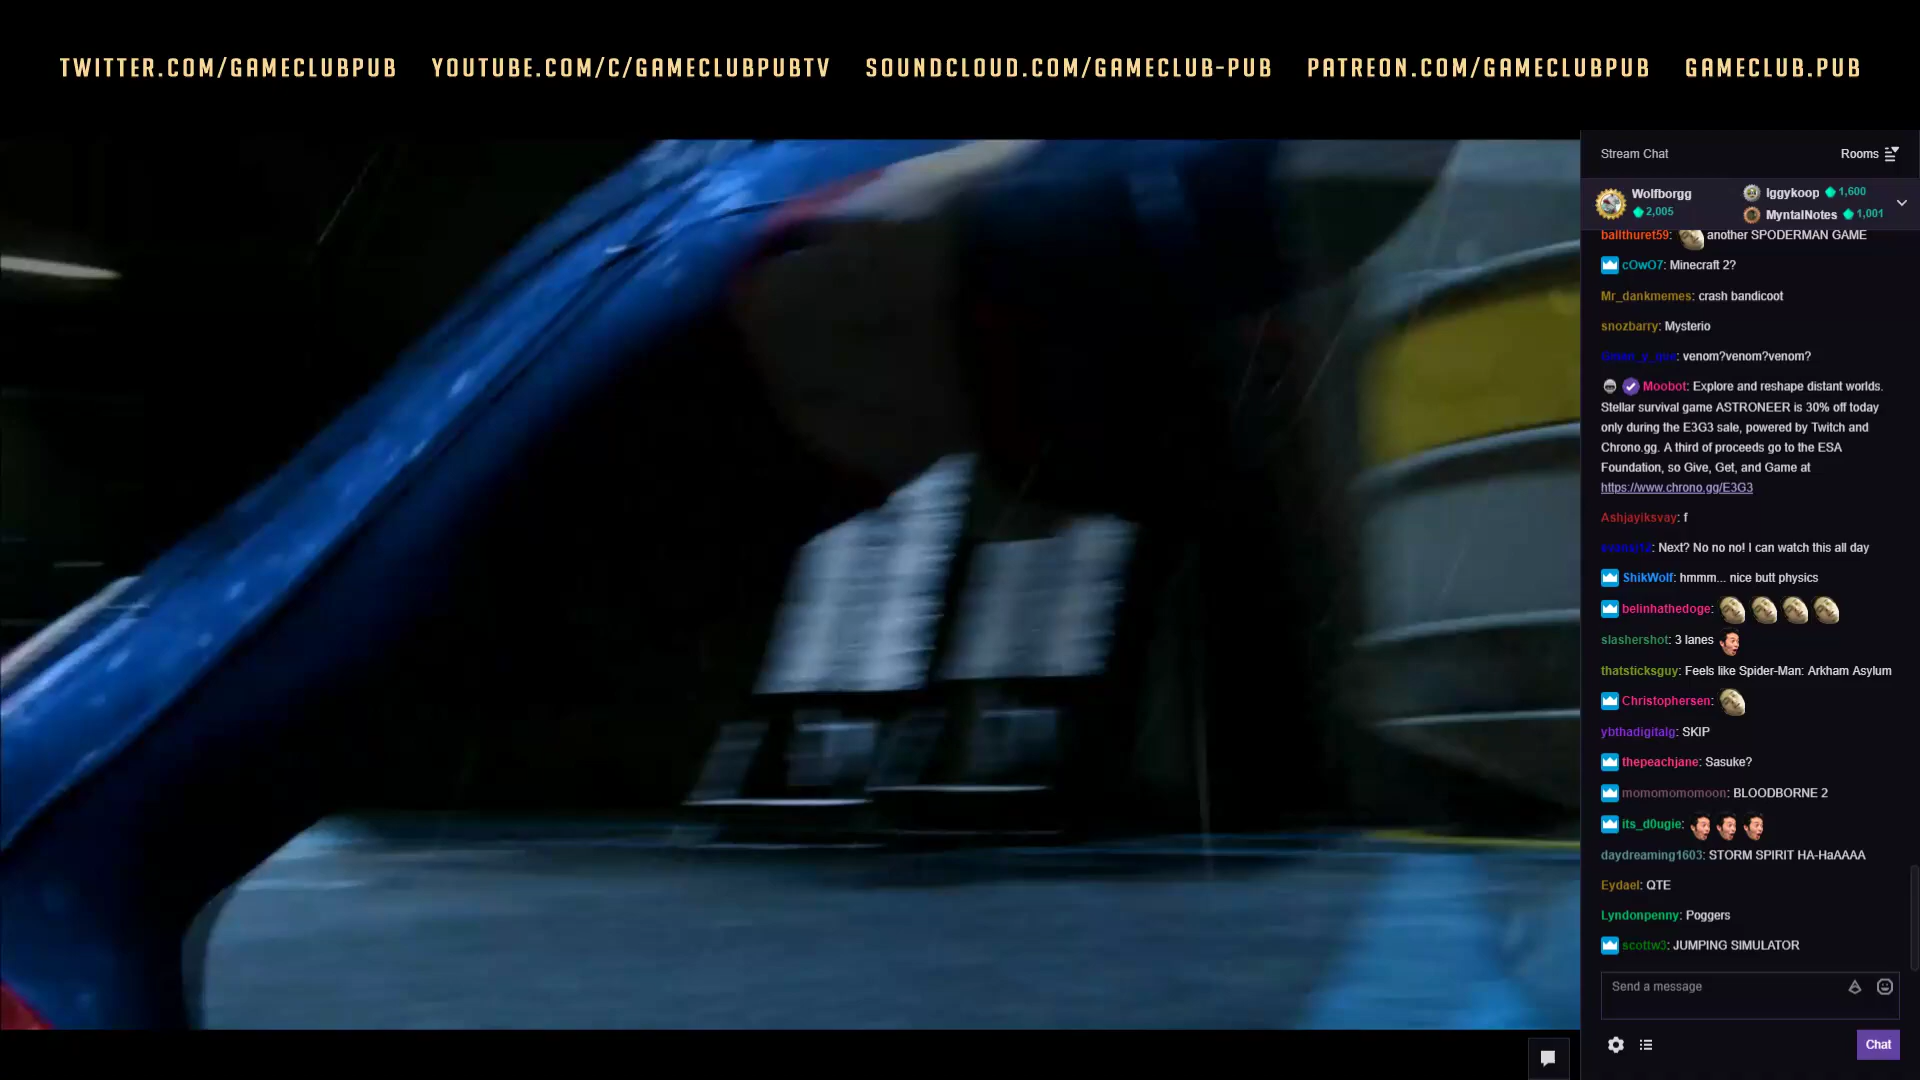 TWITTER.COM/GAMECLUBPUB YOUTUBE.COM/C/GAMECLUBPUBTV SOUNDCLOUD.COM/GAMECLUB-PUB PATREON.COM/GAMECLUBPUB GAMECLUB.PUB
Stream Chat Rooms
Wolfborgg 2,005
Iggykoop 1,600
MyntalNotes 1,001
ballthuret59: another SPODERMAN GAME
cOwO7: Minecraft 2?
Mr_dankmemes: crash bandicoot
snozbarry: Mysterio
: venom?venom?venom?
Moobot: Explore and reshape distant worlds.
Stellar survival game ASTRONEER is 30% off today
only during the E3G3 sale, powered by Twitch and
Chrono.gg. A third of proceeds go to the ESA
Foundation, so Give, Get, and Game at
https://www.chrono.gg/E3G3
Ashjayiksvay: f
: Next? No no no! I can watch this all day
ShikWolf: hmmm... nice butt physics
belinhathedoge:
slashershot: 3 lanes
thatsticksguy: Feels like Spider-Man: Arkham Asylum
Christophersen:
ybthadigitalg: SKIP
thepeachjane: Sasuke?
momomomomoon: BLOODBORNE 2
its_d0ugie:
daydreaming1603: STORM SPIRIT HA-HaAAAA
Eydael: QTE
Lyndonpenny: Poggers
scottw3: JUMPING SIMULATOR
Send a message
Chat